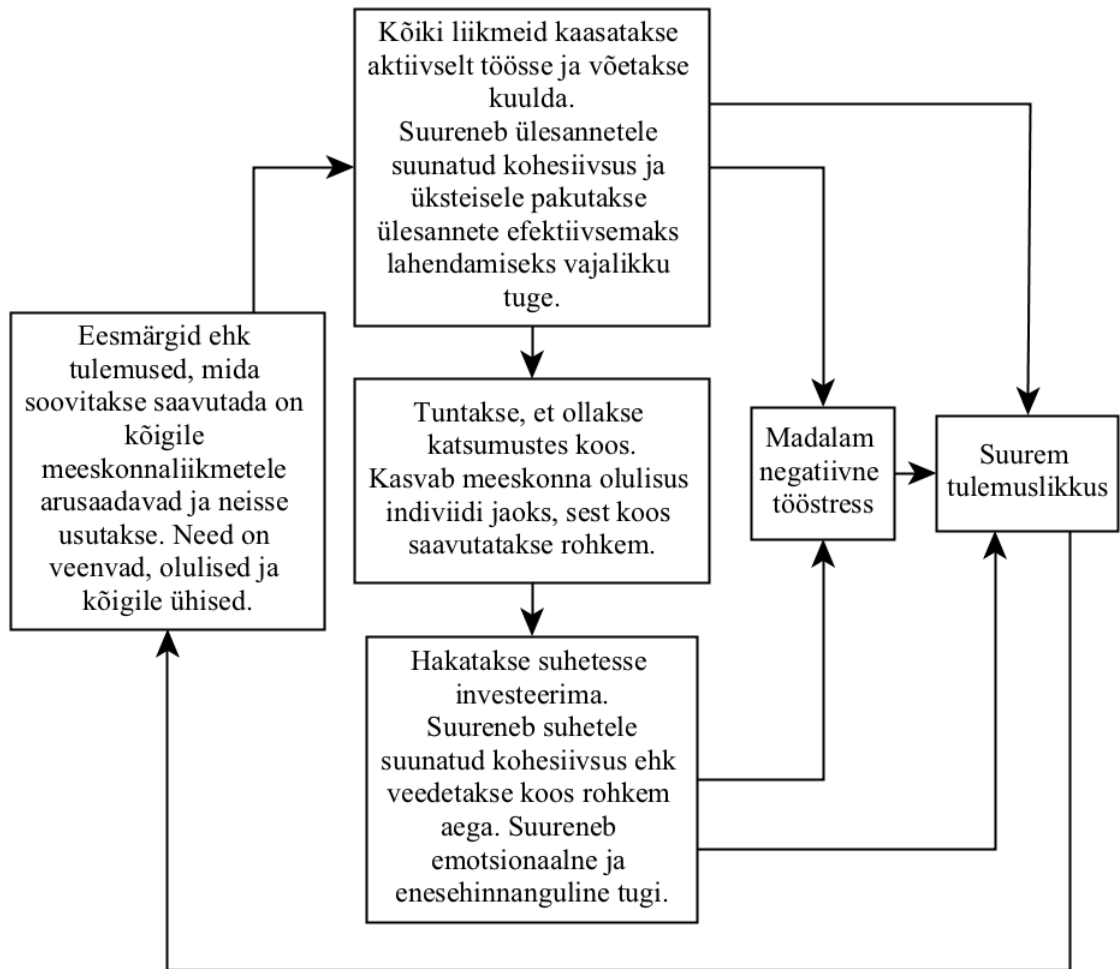 Kõiki liikmeid kaasatakse
aktiivselt töösse ja võetakse
kuulda.
Suureneb ülesannetele
suunatud kohesiivsus ja
üksteisele pakutakse
ülesannete efektiivsemaks
lahendamiseks vajalikku
tuge.
Eesmärgid ehk
tulemused, mida
soovitakse saavutada on
kõigile
meeskonnaliikmetele
arusaadavad ja neisse
usutakse. Need on
veenvad, olulised ja
kõigile ühised.
Tuntakse, et ollakse
katsumustes koos.
Kasvab meeskonna olulisus
indiviidi jaoks, sest koos
saavutatakse rohkem.
Madalam
negatiivne
tööstress
Suurem
tulemuslikkus
Hakatakse suhetesse
investeerima.
Suureneb suhetele
suunatud kohesiivsus ehk
veedetakse koos rohkem
aega. Suureneb
emotsionaalne ja
enesehinnanguline tugi.